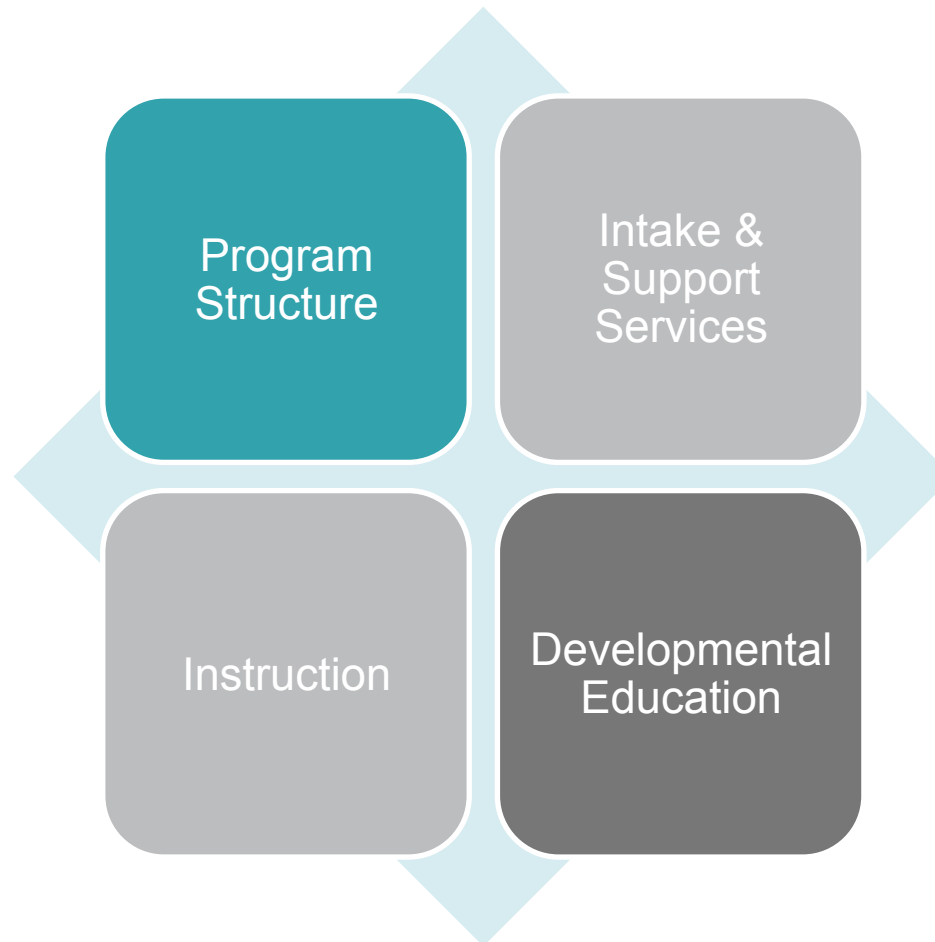 Program
Structure
Intake &
Support
Services
Instruction
Developmental
Education